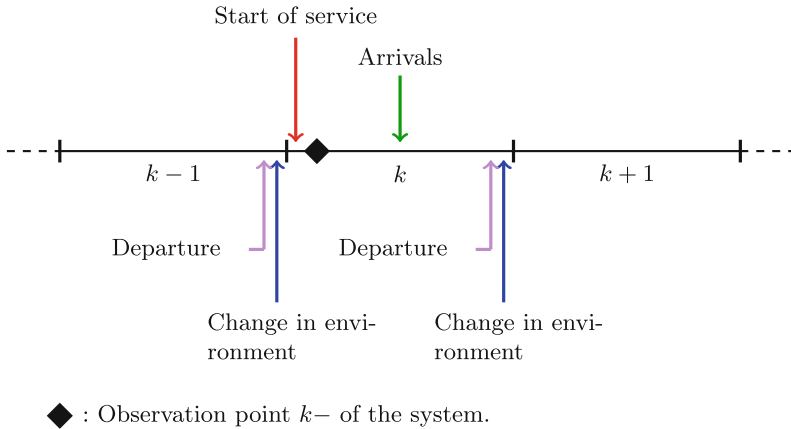 Start of service
Arrivals
k − 1
k
k + 1
Departure
Departure
Change in envi-
ronment
Change in envi-
ronment
: Observation point k− of the system.